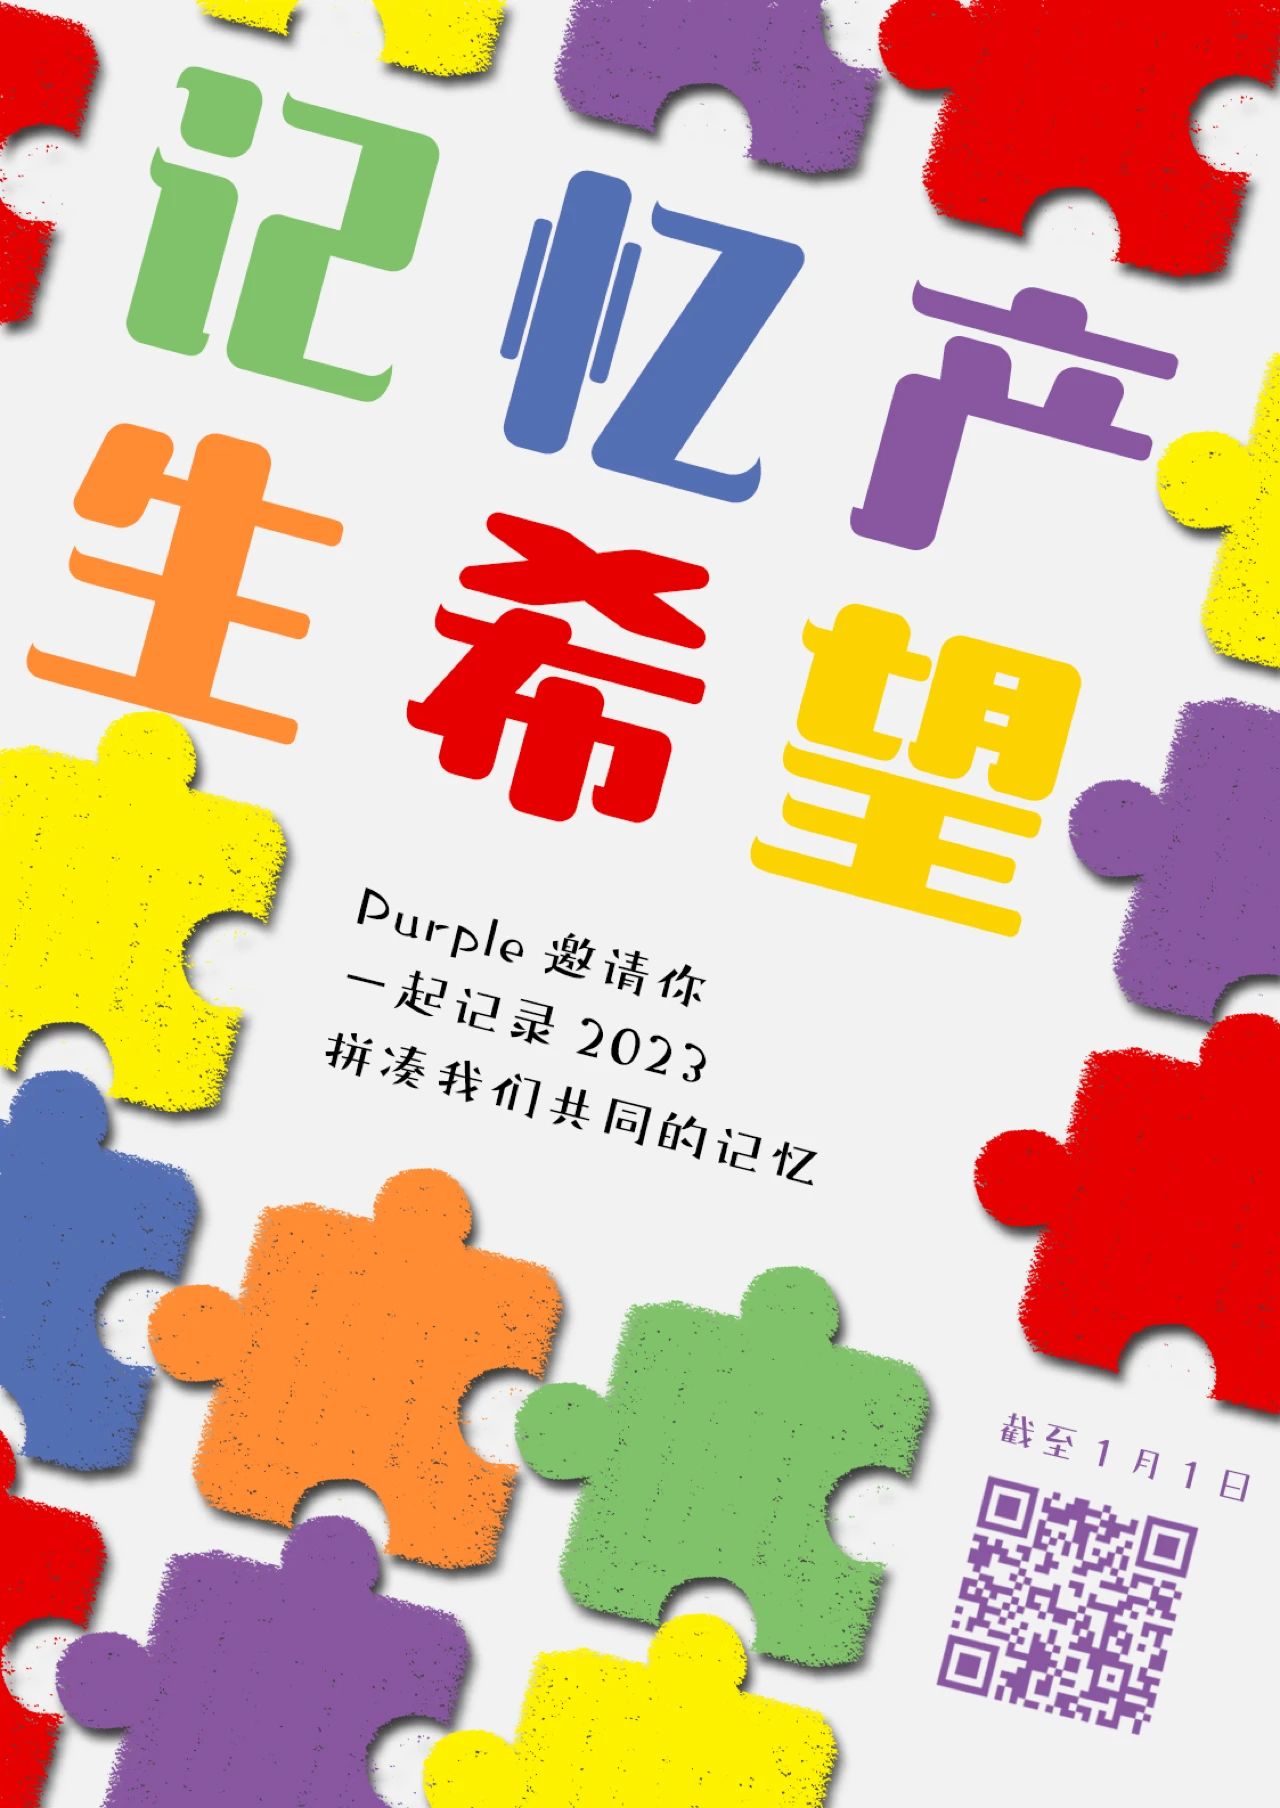 记忆产
生希望
Purple 邀请你
一起记录 2023
拼凑我们共同的记忆
截至 1 月 1 日